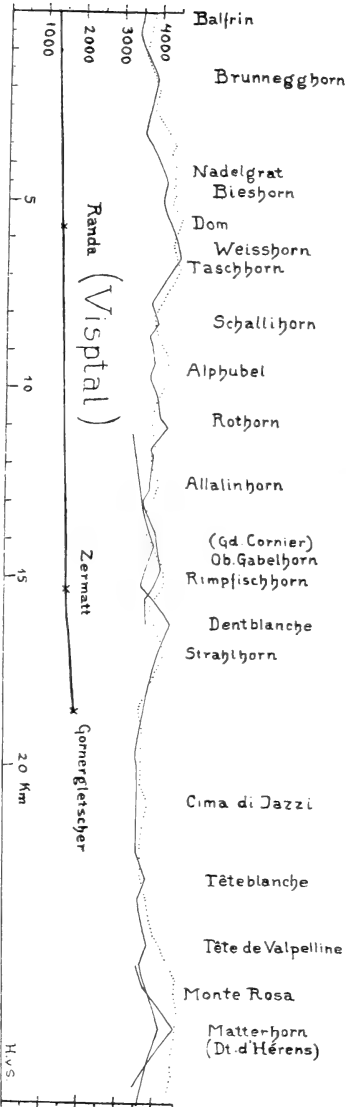 Balfrin
Brunnegghorn
Nadelgrat
Bieshorn
Dom
Weisshorn
Taschhorn
Schallihorn
Alphubel
Rothorn
Allalinhorn
(Gd. Cornier)
Ob. Gabelhorn
Rimpfischhorn
Dentblanche
Strahlhorn
Cima di Jazzi
Têteblanche
Tête de Valpelline
Monte Rosa
Matterhorn
(Dt. d'Hérens)
4000
3000
2000
1000
Randa (Visptal)
Zermatt
Gornergletscher
5
10
15
20 Km
H.v S.